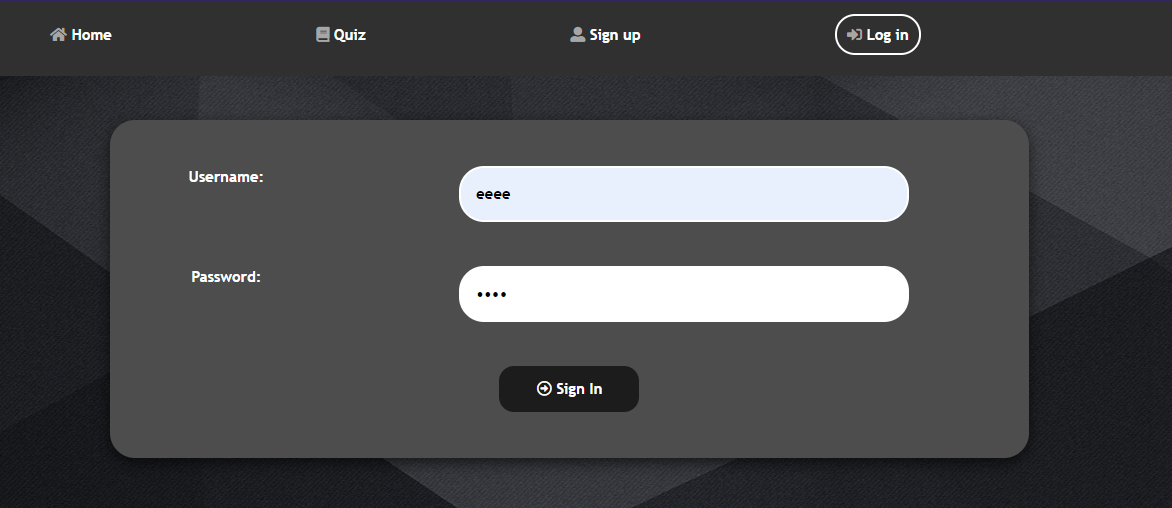 Home Quiz Sign up Log in
Username: eeee
Password: ••••
Sign In